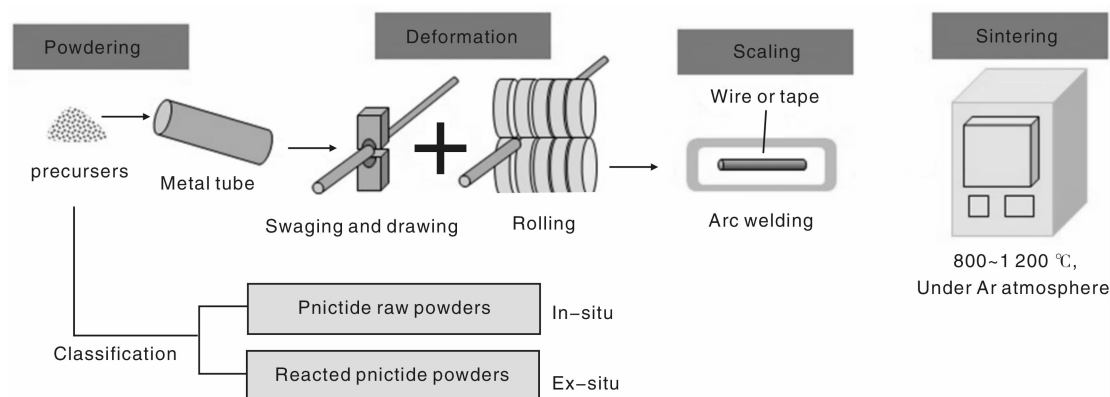 Powdering
Deformation
Scaling
Sintering
Wire or tape
precursers
Metal tube
Swaging and drawing
Rolling
Arc welding
800~1 200 ℃,
Under Ar atmosphere
Classification
Pnictide raw powders
In-situ
Reacted pnictide powders
Ex-situ